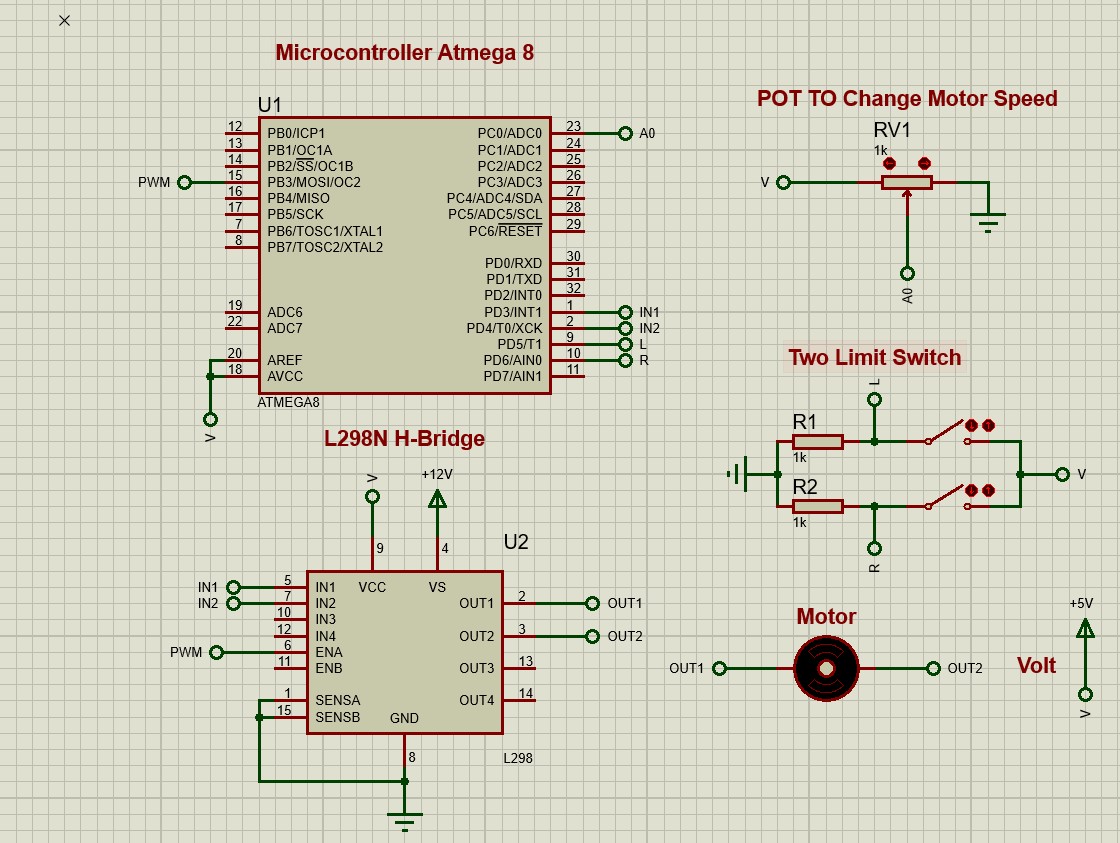 Microcontroller Atmega 8
U1
12 PB0/ICP1 PC0/ADC0 23 A0
13 PB1/OC1A PC1/ADC1 24
14 PB2/SS/OC1B PC2/ADC2 25
PWM 15 PB3/MOSI/OC2 PC3/ADC3 26
16 PB4/MISO PC4/ADC4/SDA 27
17 PB5/SCK PC5/ADC5/SCL 28
7 PB6/TOSC1/XTAL1 PC6/RESET 29
8 PB7/TOSC2/XTAL2
PD0/RXD 30
PD1/TXD 31
PD2/INT0 32
19 ADC6 PD3/INT1 1 IN1
22 ADC7 PD4/T0/XCK 2 IN2
PD5/T1 9 L
20 AREF PD6/AIN0 10 R
18 AVCC PD7/AIN1 11
ATMEGA8
V
POT TO Change Motor Speed
RV1
1k
V
A0
Two Limit Switch
L
R1
1k
V
R2
1k
R
L298N H-Bridge
V
+12V
U2
9
4
IN1 5 IN1 VCC VS
IN2 7 IN2 OUT1 2 OUT1
10 IN3
12 IN4 OUT2 3 OUT2
PWM 6 ENA
11 ENB OUT3 13
1 SENSA OUT4 14
15 SENSB GND
8
L298
Motor
OUT1
OUT2
+5V
Volt
V